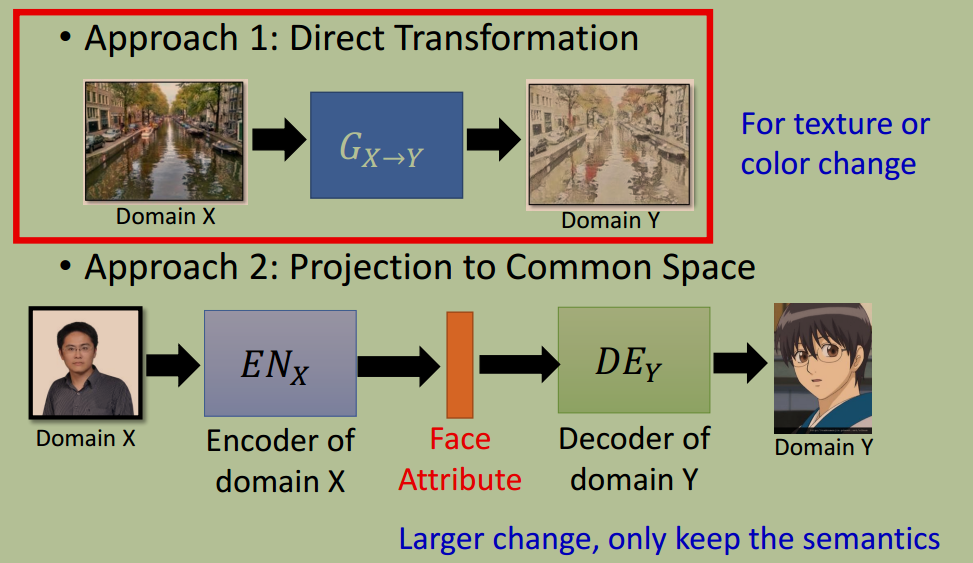 • Approach 1: Direct Transformation
G_{X→Y}
Domain X
Domain Y
For texture or
color change
• Approach 2: Projection to Common Space
EN_X
DE_Y
Domain X
Encoder of
domain X
Face
Attribute
Decoder of
domain Y
Domain Y
Larger change, only keep the semantics